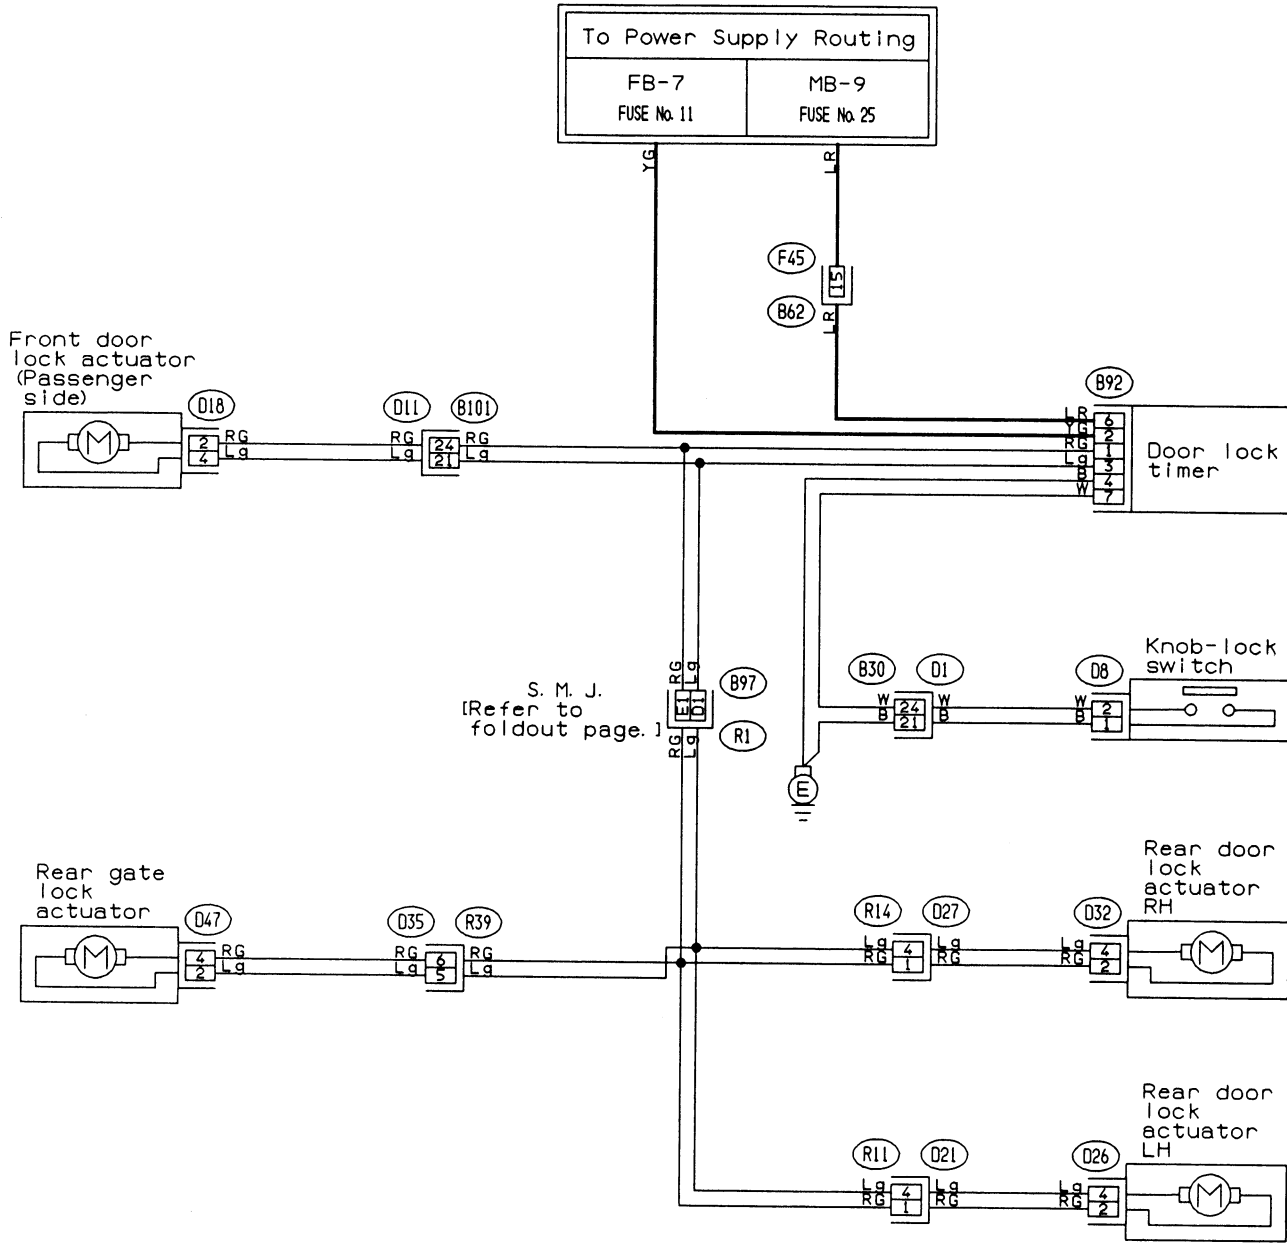 To Power Supply Routing
FB-7
FUSE No. 11
MB-9
FUSE No. 25
YG
LR
F45
15
B62
LR
Front door
lock actuator
(Passenger
side)
M
D18
2
4
RG
Lg
D11
RG
Lg
24
21
B101
RG
Lg
B92
LR
YG
RG
Lg
B
W
6
2
1
3
4
7
Door lock
timer
RG
Lg
S. M. J.
[Refer to
foldout page. ]
E1
D1
B97
R1
RG
Lg
B30
D1
W
B
24
21
W
B
D8
W
B
2
1
Knob-lock
switch
E
Rear gate
lock
actuator
M
D47
4
2
RG
Lg
D35
RG
Lg
6
5
R39
RG
Lg
R14
Lg
RG
4
1
D27
Lg
RG
D32
Lg
RG
4
2
Rear door
lock
actuator
RH
M
R11
Lg
RG
4
1
D21
Lg
RG
D26
Lg
RG
4
2
Rear door
lock
actuator
LH
M